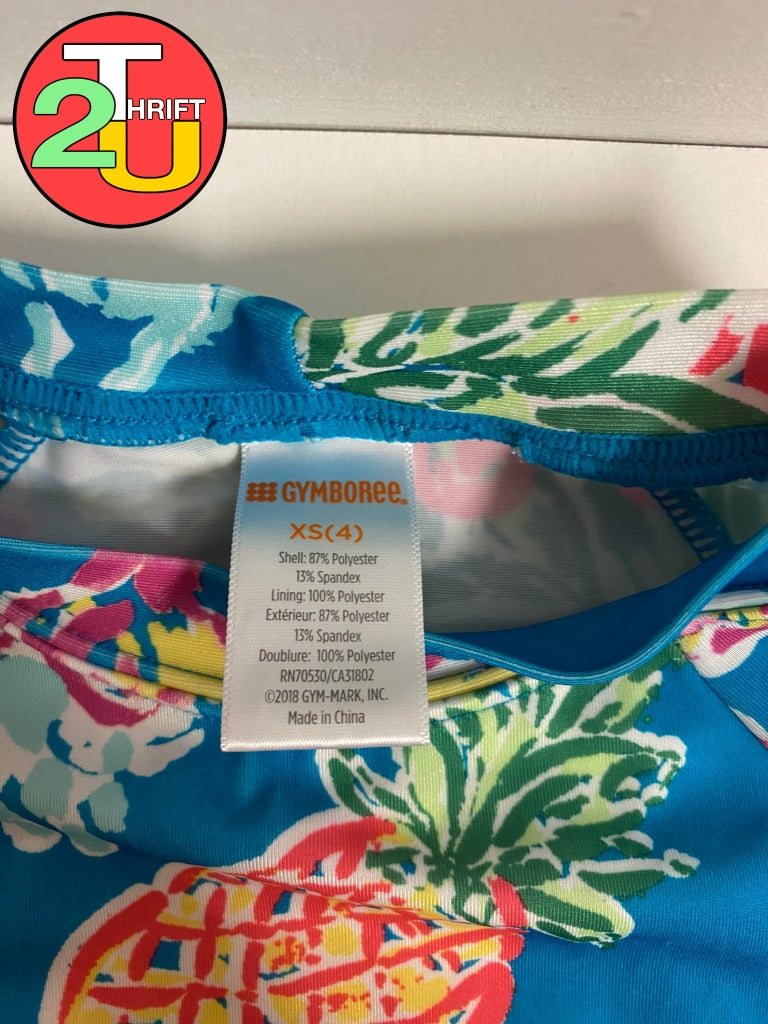 2 THRIFT U
GYMBOREE
XS(4)
Shell: 87% Polyester
13% Spandex
Lining: 100% Polyester
Extérieur: 87% Polyester
13% Spandex
Doublure: 100% Polyester
RN70530/CA31802
©2018 GYM-MARK, INC.
Made in China